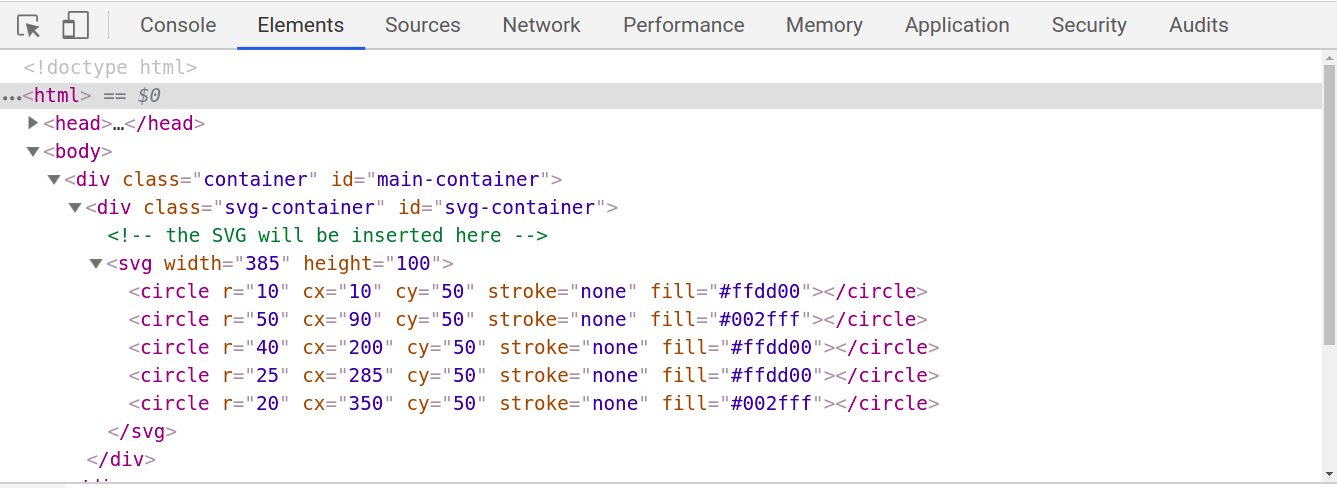 Console Elements Sources Network Performance Memory Application Security Audits
<!doctype html>
…<html> == $0
<head>…</head>
<body>
<div class="container" id="main-container">
<div class="svg-container" id="svg-container">
<!-- the SVG will be inserted here -->
<svg width="385" height="100">
<circle r="10" cx="10" cy="50" stroke="none" fill="#ffdd00"></circle>
<circle r="50" cx="90" cy="50" stroke="none" fill="#002fff"></circle>
<circle r="40" cx="200" cy="50" stroke="none" fill="#ffdd00"></circle>
<circle r="25" cx="285" cy="50" stroke="none" fill="#ffdd00"></circle>
<circle r="20" cx="350" cy="50" stroke="none" fill="#002fff"></circle>
</svg>
</div>